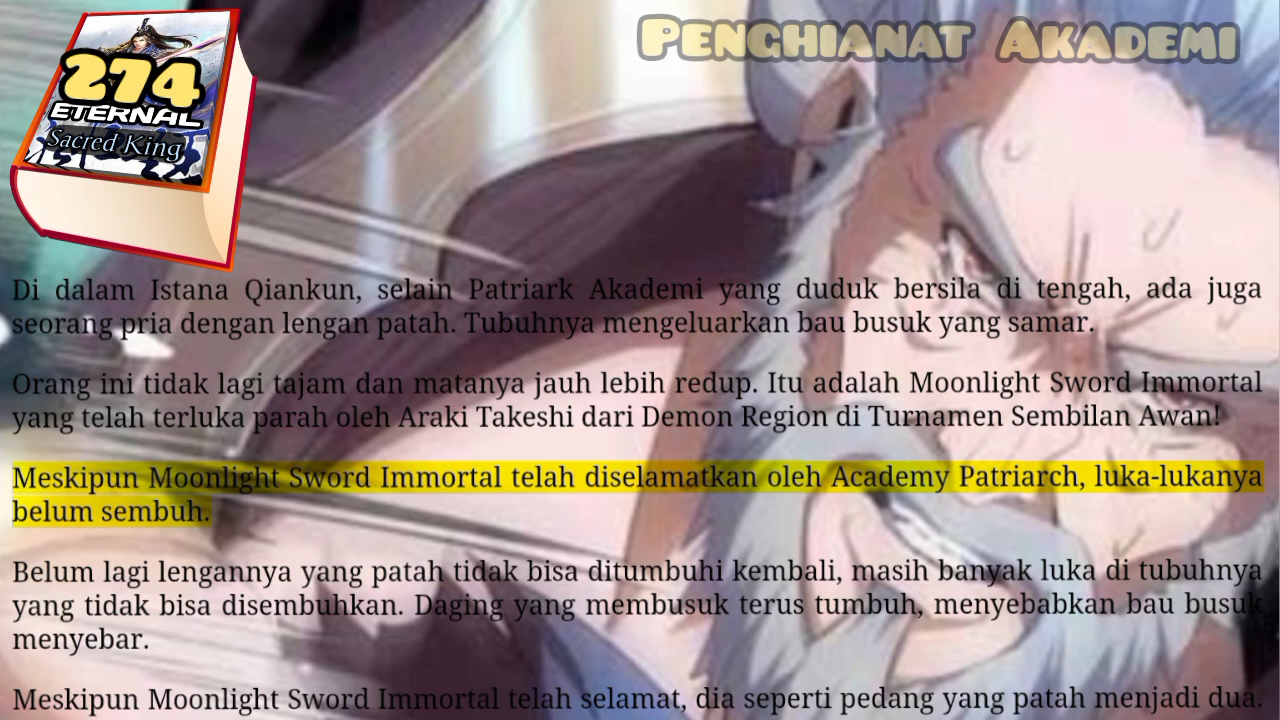 Penghianat Akademi
274
ETERNAL
Sacred King
Di dalam Istana Qiankun, selain Patriark Akademi yang duduk bersila di tengah, ada juga
seorang pria dengan lengan patah. Tubuhnya mengeluarkan bau busuk yang samar.
Orang ini tidak lagi tajam dan matanya jauh lebih redup. Itu adalah Moonlight Sword Immortal
yang telah terluka parah oleh Araki Takeshi dari Demon Region di Turnamen Sembilan Awan!
Meskipun Moonlight Sword Immortal telah diselamatkan oleh Academy Patriarch, luka-lukanya
belum sembuh.
Belum lagi lengannya yang patah tidak bisa ditumbuhi kembali, masih banyak luka di tubuhnya
yang tidak bisa disembuhkan. Daging yang membusuk terus tumbuh, menyebabkan bau busuk
menyebar.
Meskipun Moonlight Sword Immortal telah selamat, dia seperti pedang yang patah menjadi dua.